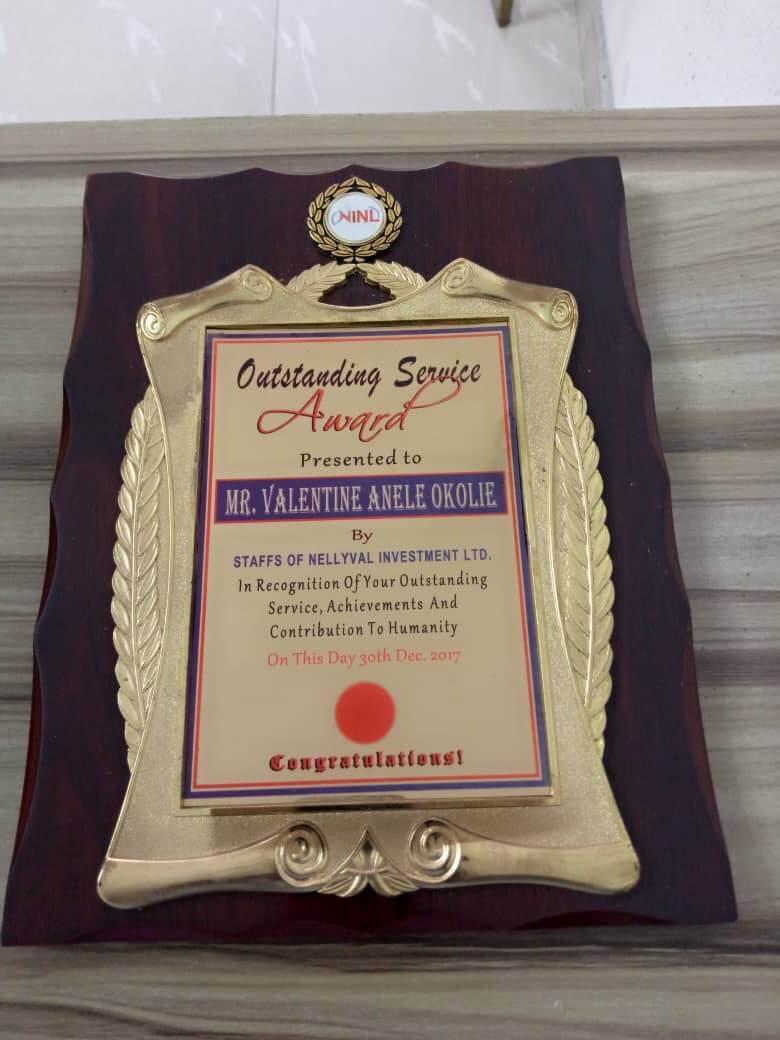 NINL
Outstanding Service
Award
Presented to
MR. VALENTINE ANELE OKOLIE
By
STAFFS OF NELLYVAL INVESTMENT LTD.
In Recognition Of Your Outstanding
Service, Achievements And
Contribution To Humanity
On This Day 30th Dec. 2017
Congratulations!